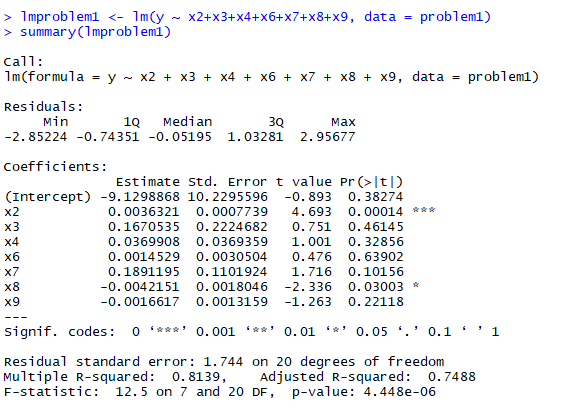 > lmproblem1 <- lm(y ~ x2+x3+x4+x6+x7+x8+x9, data = problem1)
> summary(lmproblem1)
Call:
lm(formula = y ~ x2 + x3 + x4 + x6 + x7 + x8 + x9, data = problem1)
Residuals:
Min 1Q Median 3Q Max
-2.85224 -0.74351 -0.05195 1.03281 2.95677
Coefficients:
Estimate Std. Error t value Pr(>|t|)
(Intercept) -9.1298868 10.2295596 -0.893 0.38274
x2 0.0036321 0.0007739 4.693 0.00014 ***
x3 0.1670535 0.2224682 0.751 0.46145
x4 0.0369908 0.0369359 1.001 0.32856
x6 0.0014529 0.0030504 0.476 0.63902
x7 0.1891195 0.1101924 1.716 0.10156
x8 -0.0042151 0.0018046 -2.336 0.03003 *
x9 -0.0016617 0.0013159 -1.263 0.22118
---
Signif. codes: 0 ‘***’ 0.001 ‘**’ 0.01 ‘*’ 0.05 ‘.’ 0.1 ‘ ’ 1
Residual standard error: 1.744 on 20 degrees of freedom
Multiple R-squared: 0.8139, Adjusted R-squared: 0.7488
F-statistic: 12.5 on 7 and 20 DF, p-value: 4.448e-06